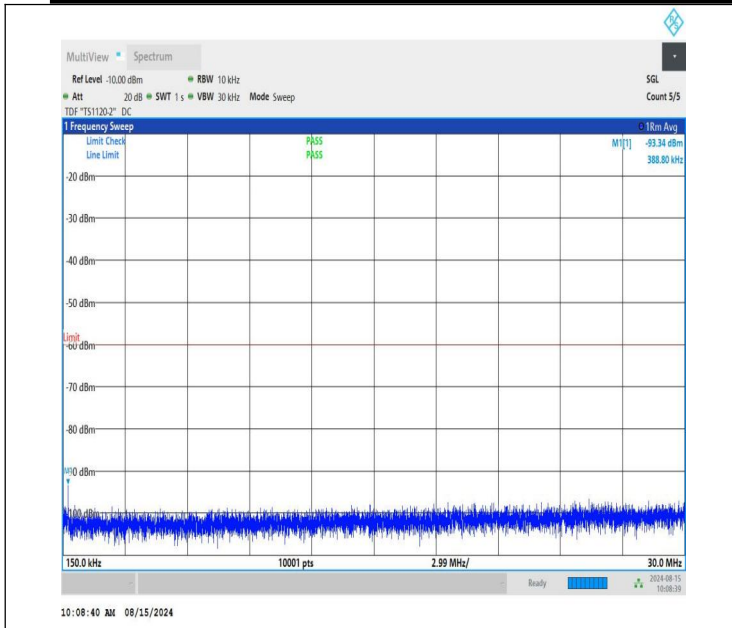 R S
MultiView Spectrum
Ref Level -10.00 dBm RBW 10 kHz SGL
Att 20 dB SWT 1 s VBW 30 kHz Mode Sweep Count 5/5
TDF "TS1120-2" DC
1 Frequency Sweep 1Rm Avg
Limit Check PASS M1[1] -93.34 dBm
Line Limit PASS 388.80 kHz
-20 dBm
-30 dBm
-40 dBm
-50 dBm
Limit
-60 dBm
-70 dBm
-80 dBm
M1
-90 dBm
-100 dBm
150.0 kHz 10001 pts 2.99 MHz/ 30.0 MHz
Ready 2024-08-15
10:08:39
10:08:40 AM 08/15/2024